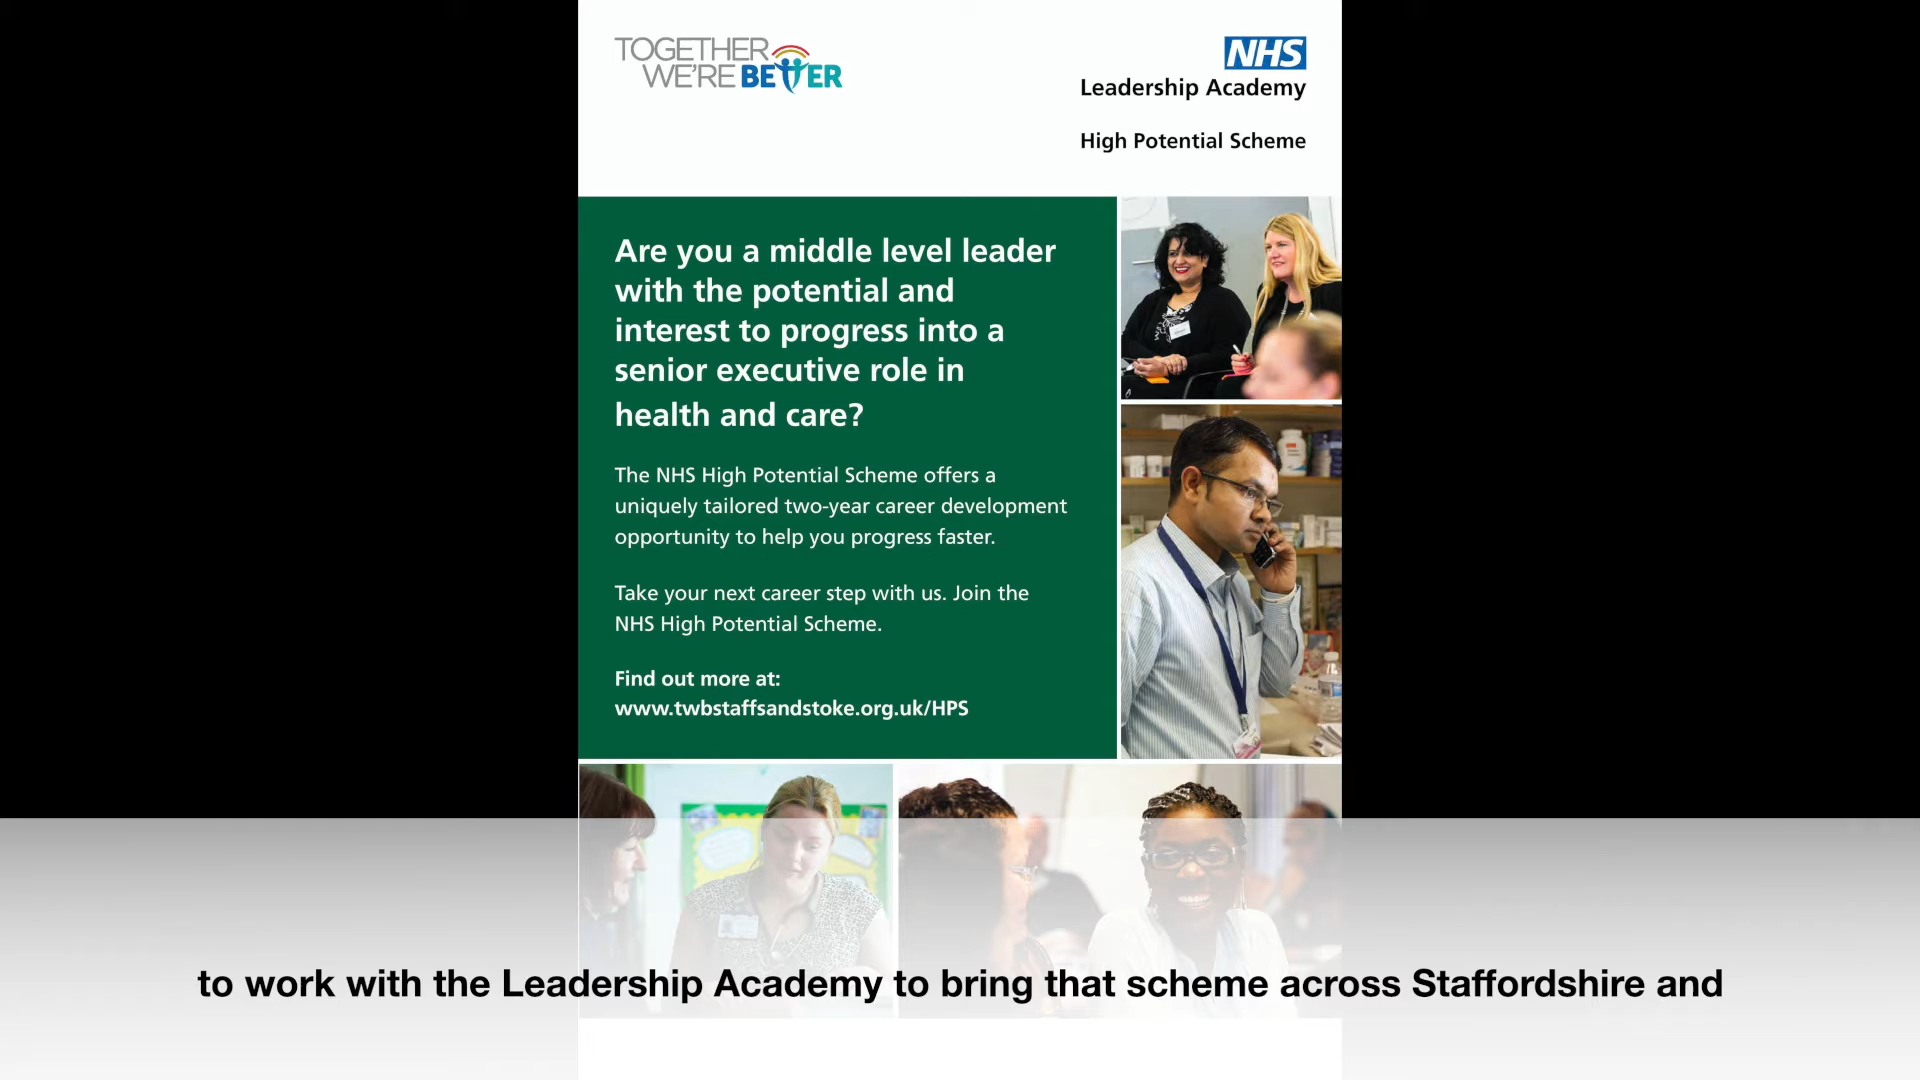 TOGETHER
WE'RE BETTER
NHS
Leadership Academy
High Potential Scheme
Are you a middle level leader
with the potential and
interest to progress into a
senior executive role in
health and care?
The NHS High Potential Scheme offers a
uniquely tailored two-year career development
opportunity to help you progress faster.
Take your next career step with us. Join the
NHS High Potential Scheme.
Find out more at:
www.twbstaffsandstoke.org.uk/HPS
to work with the Leadership Academy to bring that scheme across Staffordshire and